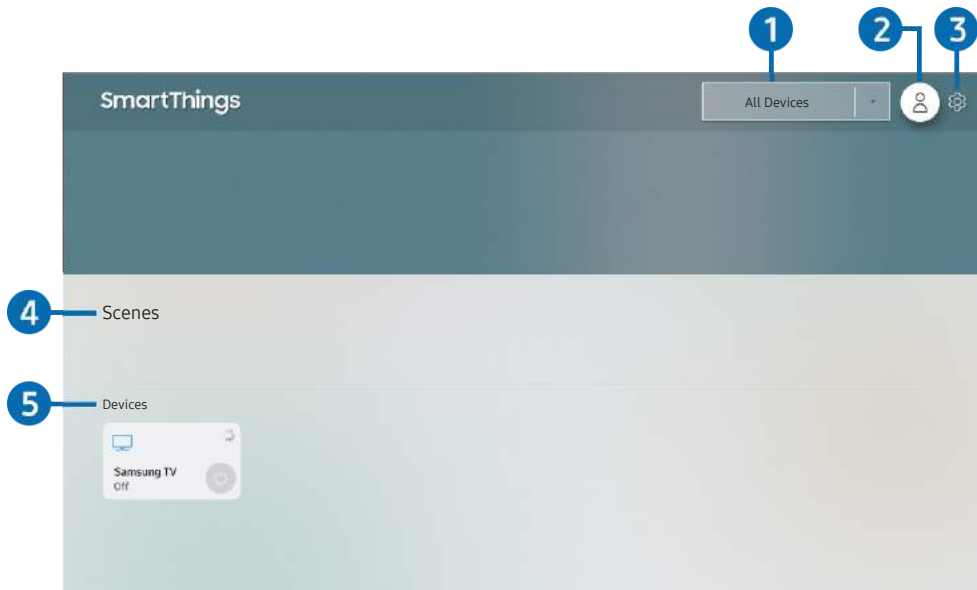 1 2 3
SmartThings
All Devices
4 Scenes
5 Devices
Samsung TV
Off